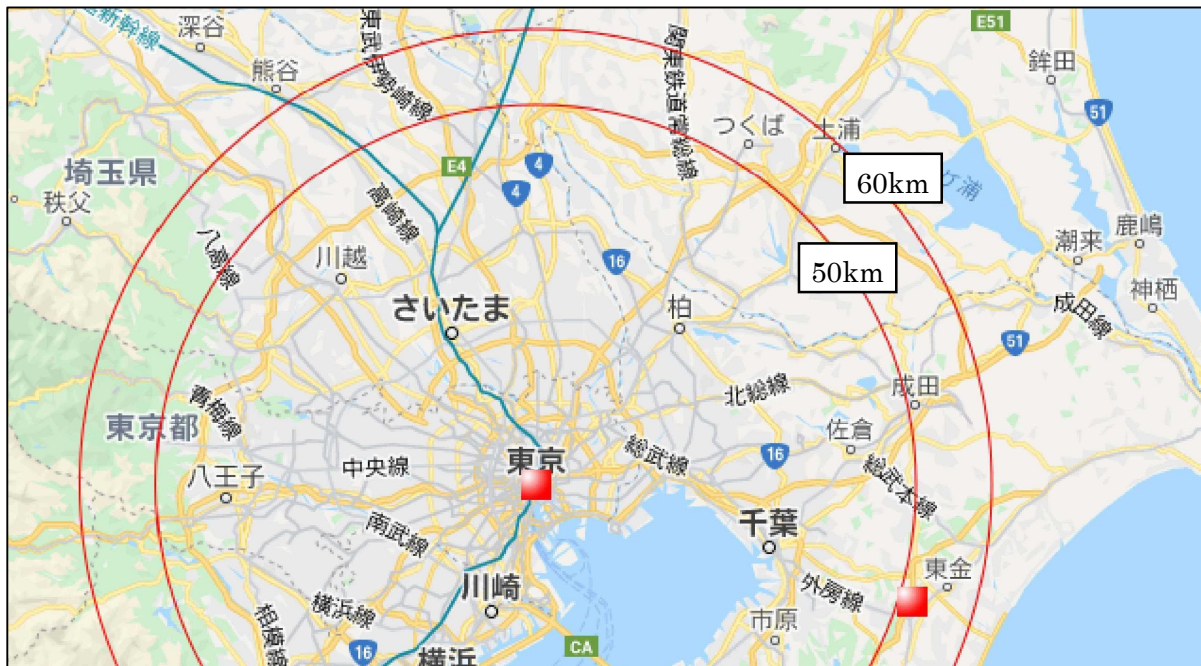 深谷
新幹線
東武伊勢崎線
関東鉄道常総線
E51
鉾田
熊谷
51
つくば
土浦
埼玉県
E4
4
60km
ケ浦
4
秩父
高崎線
鹿嶋
八高線
潮来
川越
16
50km
神栖
さいたま
柏
成田線
51
青梅線
北総線
成田
東京都
佐倉
中央線
東京
総武線
16
八王子
総武本線
南武線
千葉
東金
川崎
外房線
横浜線
市原
相模線
16
横浜
CA